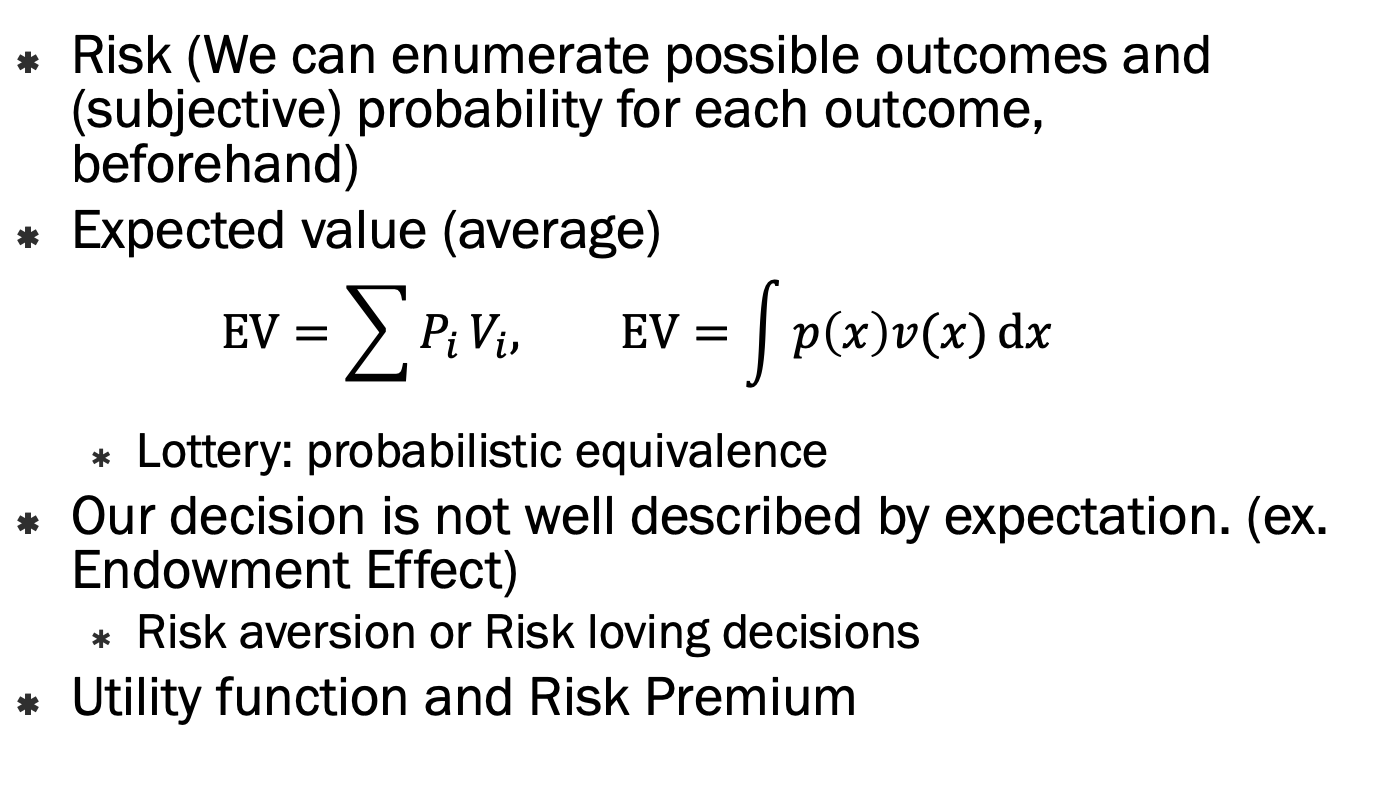 * Risk (We can enumerate possible outcomes and
(subjective) probability for each outcome,
beforehand)
* Expected value (average)
EV = ∑ Pᵢ Vᵢ, EV = ∫ p(x)v(x) dx
* Lottery: probabilistic equivalence
* Our decision is not well described by expectation. (ex.
Endowment Effect)
* Risk aversion or Risk loving decisions
* Utility function and Risk Premium